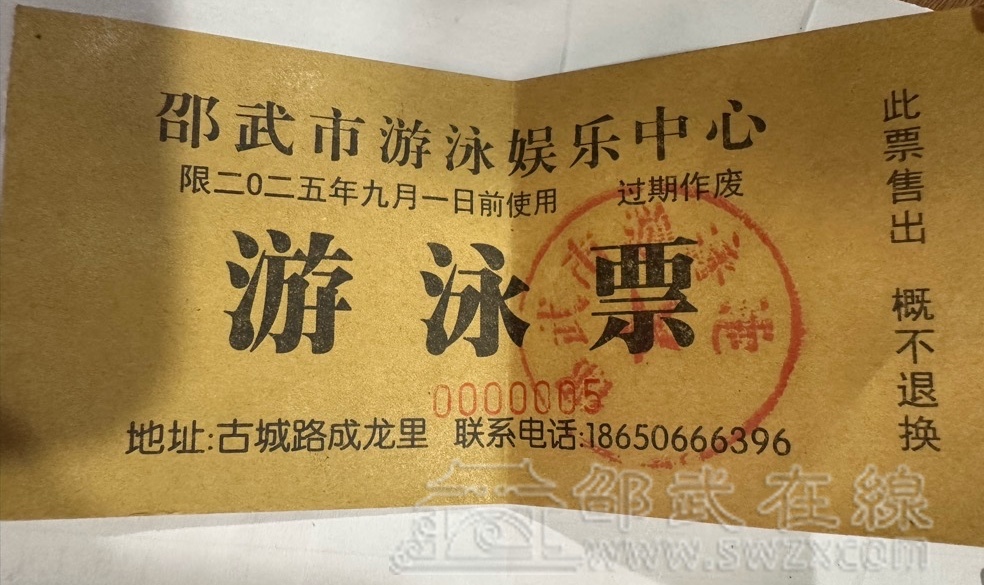 邵武市游泳娱乐中心
限二0二五年九月一日前使用 过期作废
游泳票
0000005
地址:古城路成龙里 联系电话:18650666396
此票售出 概不退换
邵武在線
www.swzx.com